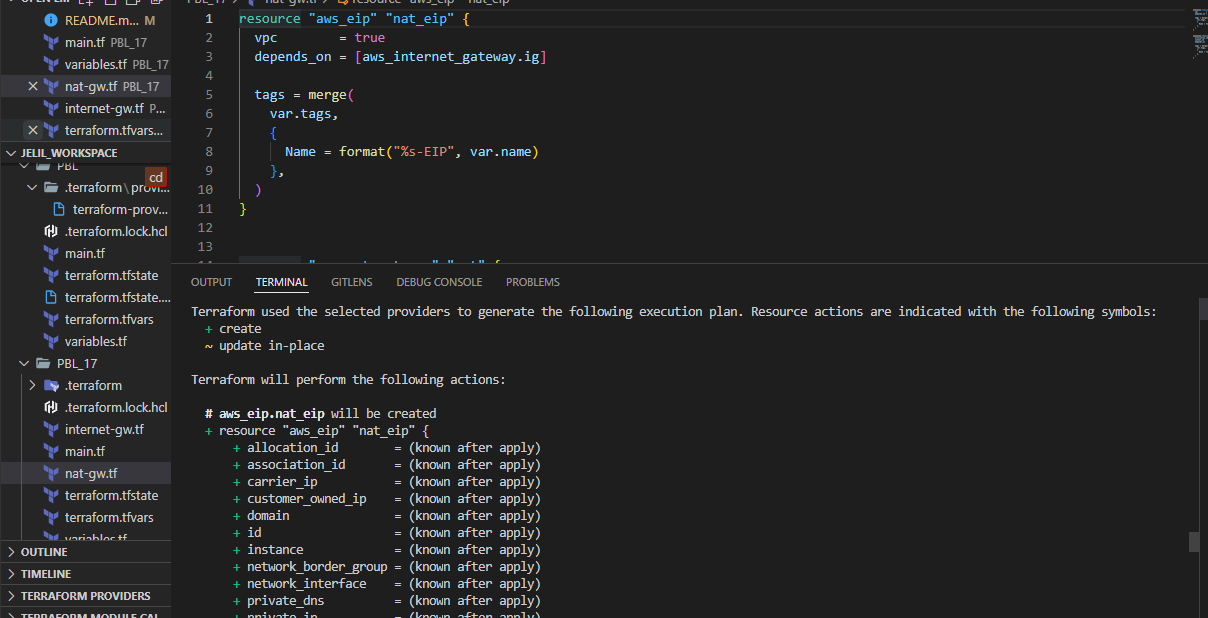 README.m... M
main.tf PBL_17
variables.tf PBL_17
nat-gw.tf PBL_17
internet-gw.tf P...
terraform.tfvars...
JELIL_WORKSPACE
PBL
cd
.terraform\provi...
terraform-prov...
.terraform.lock.hcl
main.tf
terraform.tfstate
terraform.tfstate....
terraform.tfvars
variables.tf
PBL_17
.terraform
.terraform.lock.hcl
internet-gw.tf
main.tf
nat-gw.tf
terraform.tfstate
terraform.tfvars
variables.tf
OUTLINE
TIMELINE
TERRAFORM PROVIDERS
1 resource "aws_eip" "nat_eip" {
2 vpc = true
3 depends_on = [aws_internet_gateway.ig]
4
5 tags = merge(
6 var.tags,
7 {
8 Name = format("%s-EIP", var.name)
9 },
10 )
11 }
12
13
OUTPUT TERMINAL GITLENS DEBUG CONSOLE PROBLEMS
Terraform used the selected providers to generate the following execution plan. Resource actions are indicated with the following symbols:
+ create
~ update in-place
Terraform will perform the following actions:
# aws_eip.nat_eip will be created
+ resource "aws_eip" "nat_eip" {
+ allocation_id = (known after apply)
+ association_id = (known after apply)
+ carrier_ip = (known after apply)
+ customer_owned_ip = (known after apply)
+ domain = (known after apply)
+ id = (known after apply)
+ instance = (known after apply)
+ network_border_group = (known after apply)
+ network_interface = (known after apply)
+ private_dns = (known after apply)